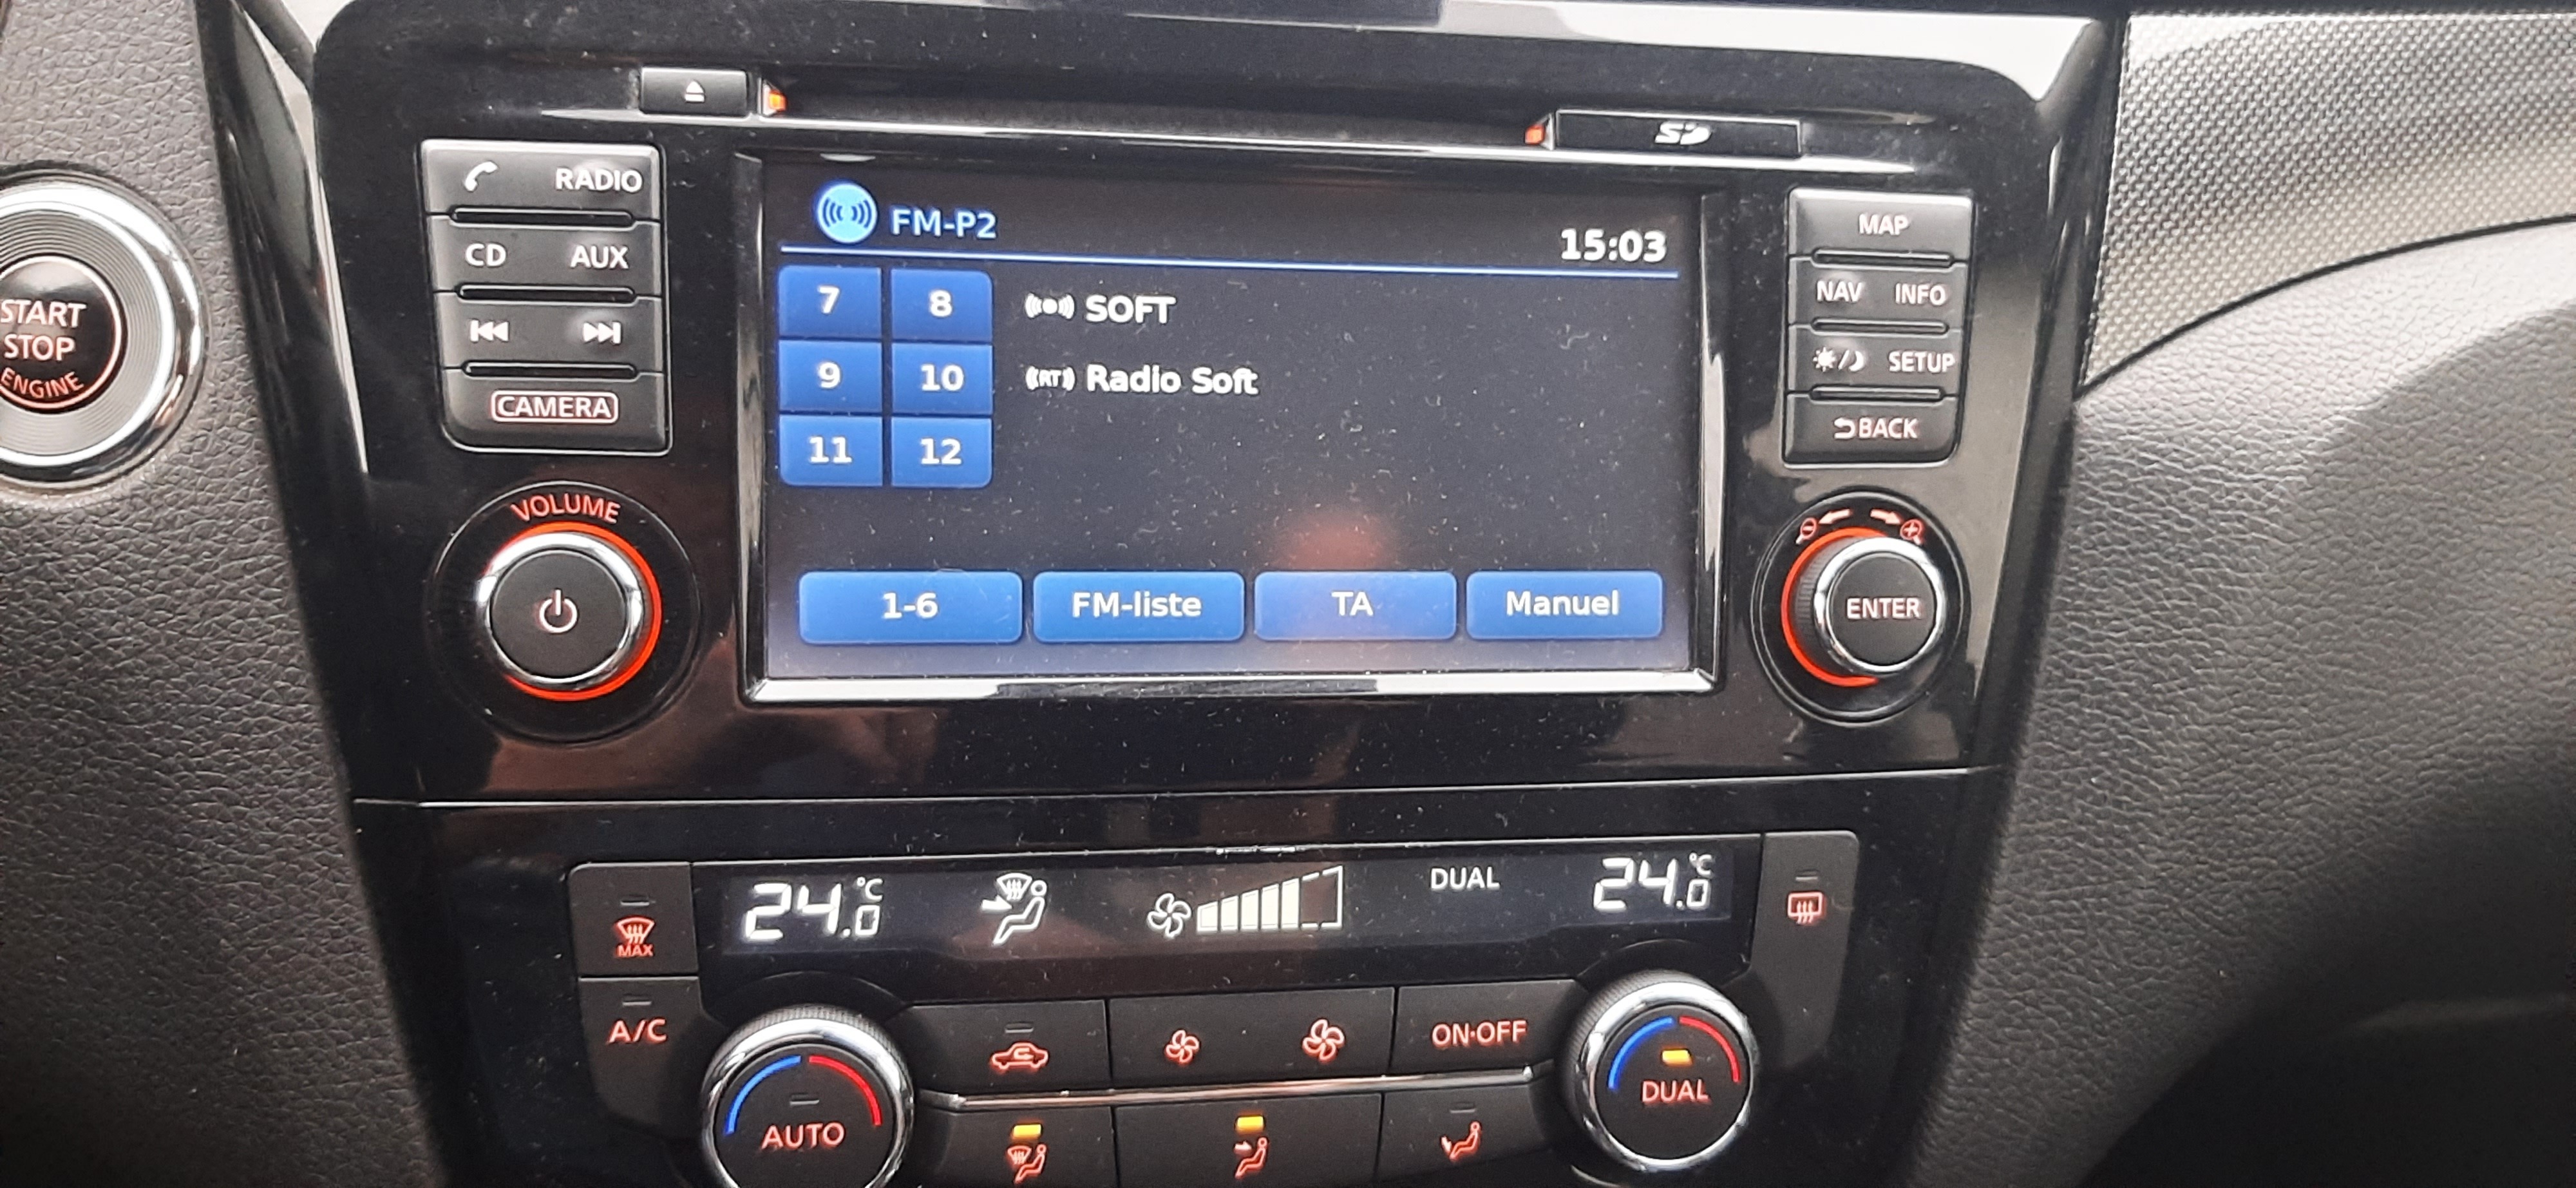 START
STOP
ENGINE
SD
RADIO
CD AUX
CAMERA
VOLUME
FM-P2
15:03
7 8
9 10
11 12
SOFT
RT Radio Soft
1-6 FM-liste TA Manuel
MAP
NAV INFO
SETUP
BACK
ENTER
24.0 °C
DUAL
24.0 °C
MAX
A/C
ON·OFF
AUTO
DUAL